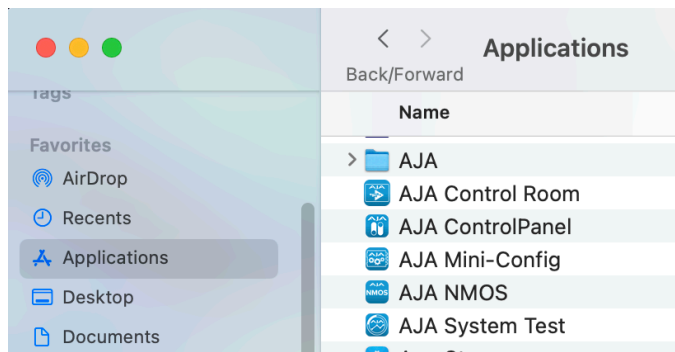 Applications
Back/Forward
Tags
Favorites
AirDrop
Recents
Applications
Desktop
Documents
Name
AJA
AJA Control Room
AJA ControlPanel
AJA Mini-Config
AJA NMOS
AJA System Test